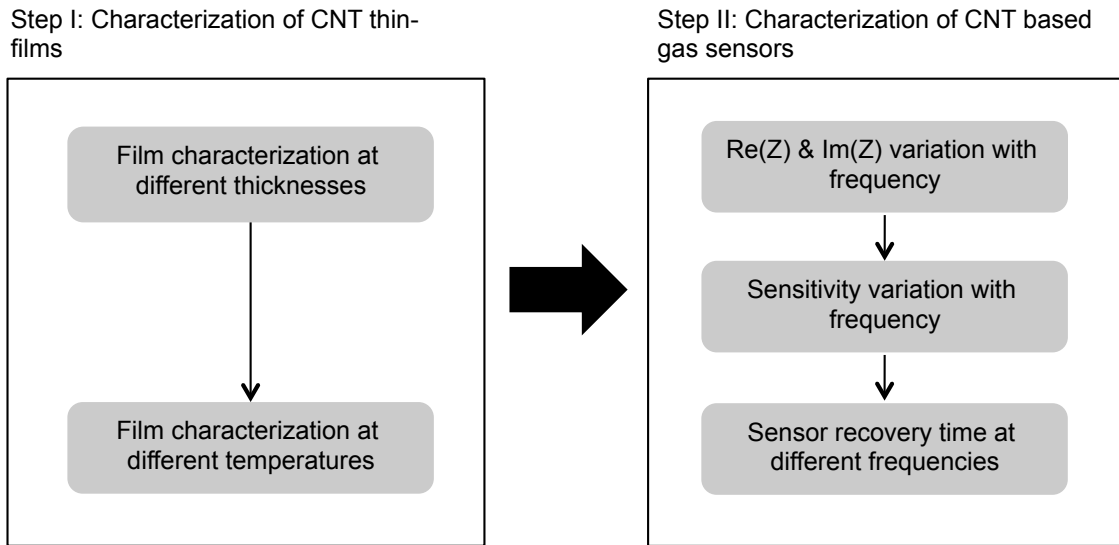 Step I: Characterization of CNT thin-
films
Film characterization at
different thicknesses
Film characterization at
different temperatures
Step II: Characterization of CNT based
gas sensors
Re(Z) & Im(Z) variation with
frequency
Sensitivity variation with
frequency
Sensor recovery time at
different frequencies